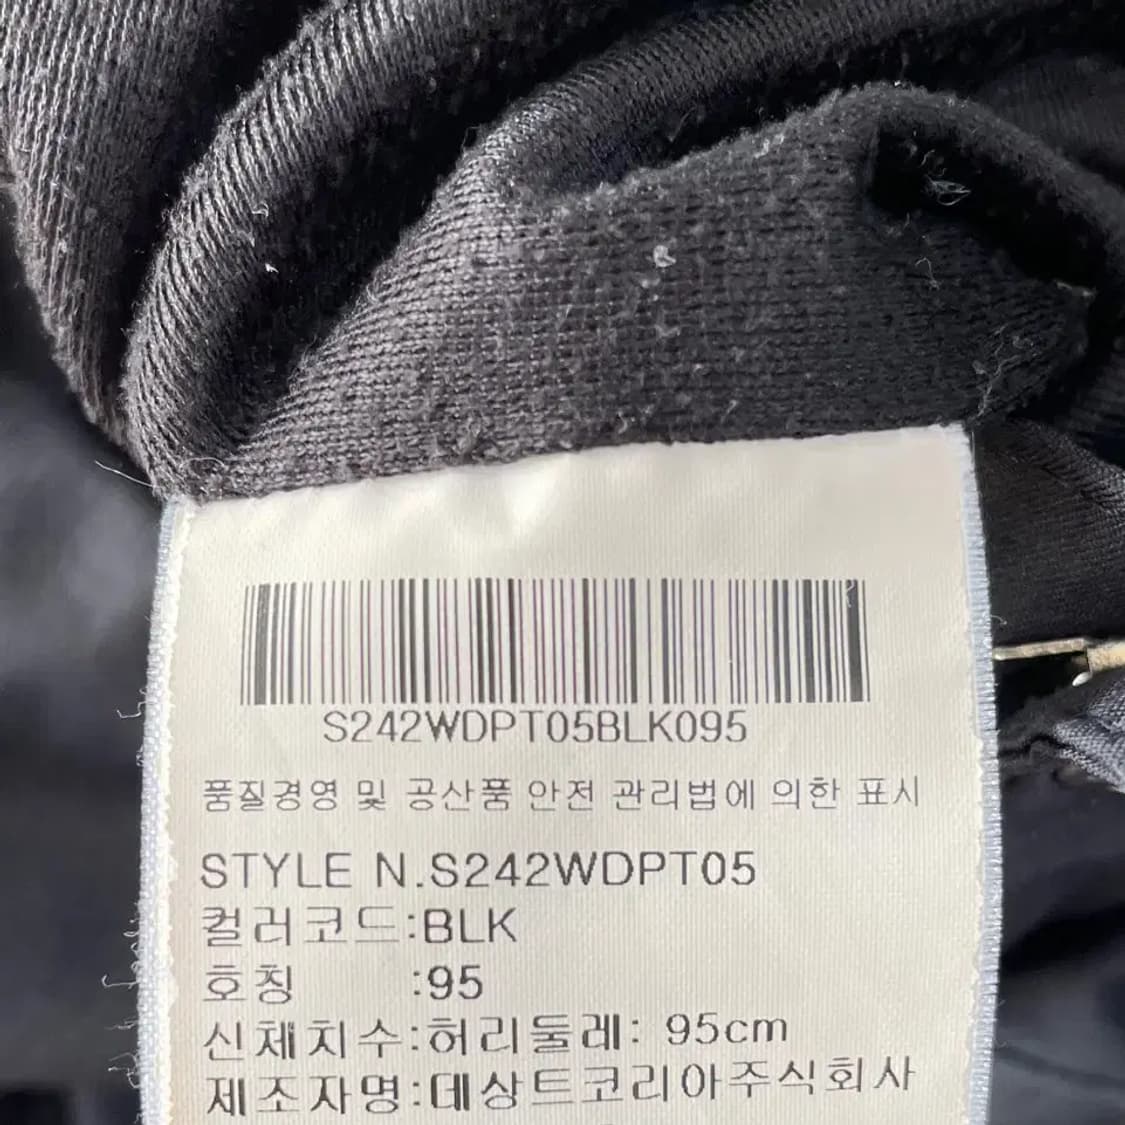 S242WDPT05BLK095
품질경영 및 공산품 안전 관리법에 의한 표시
STYLE N.S242WDPT05
컬러코드:BLK
호칭 :95
신체치수:허리둘레: 95cm
제조자명:데상트코리아주식회사